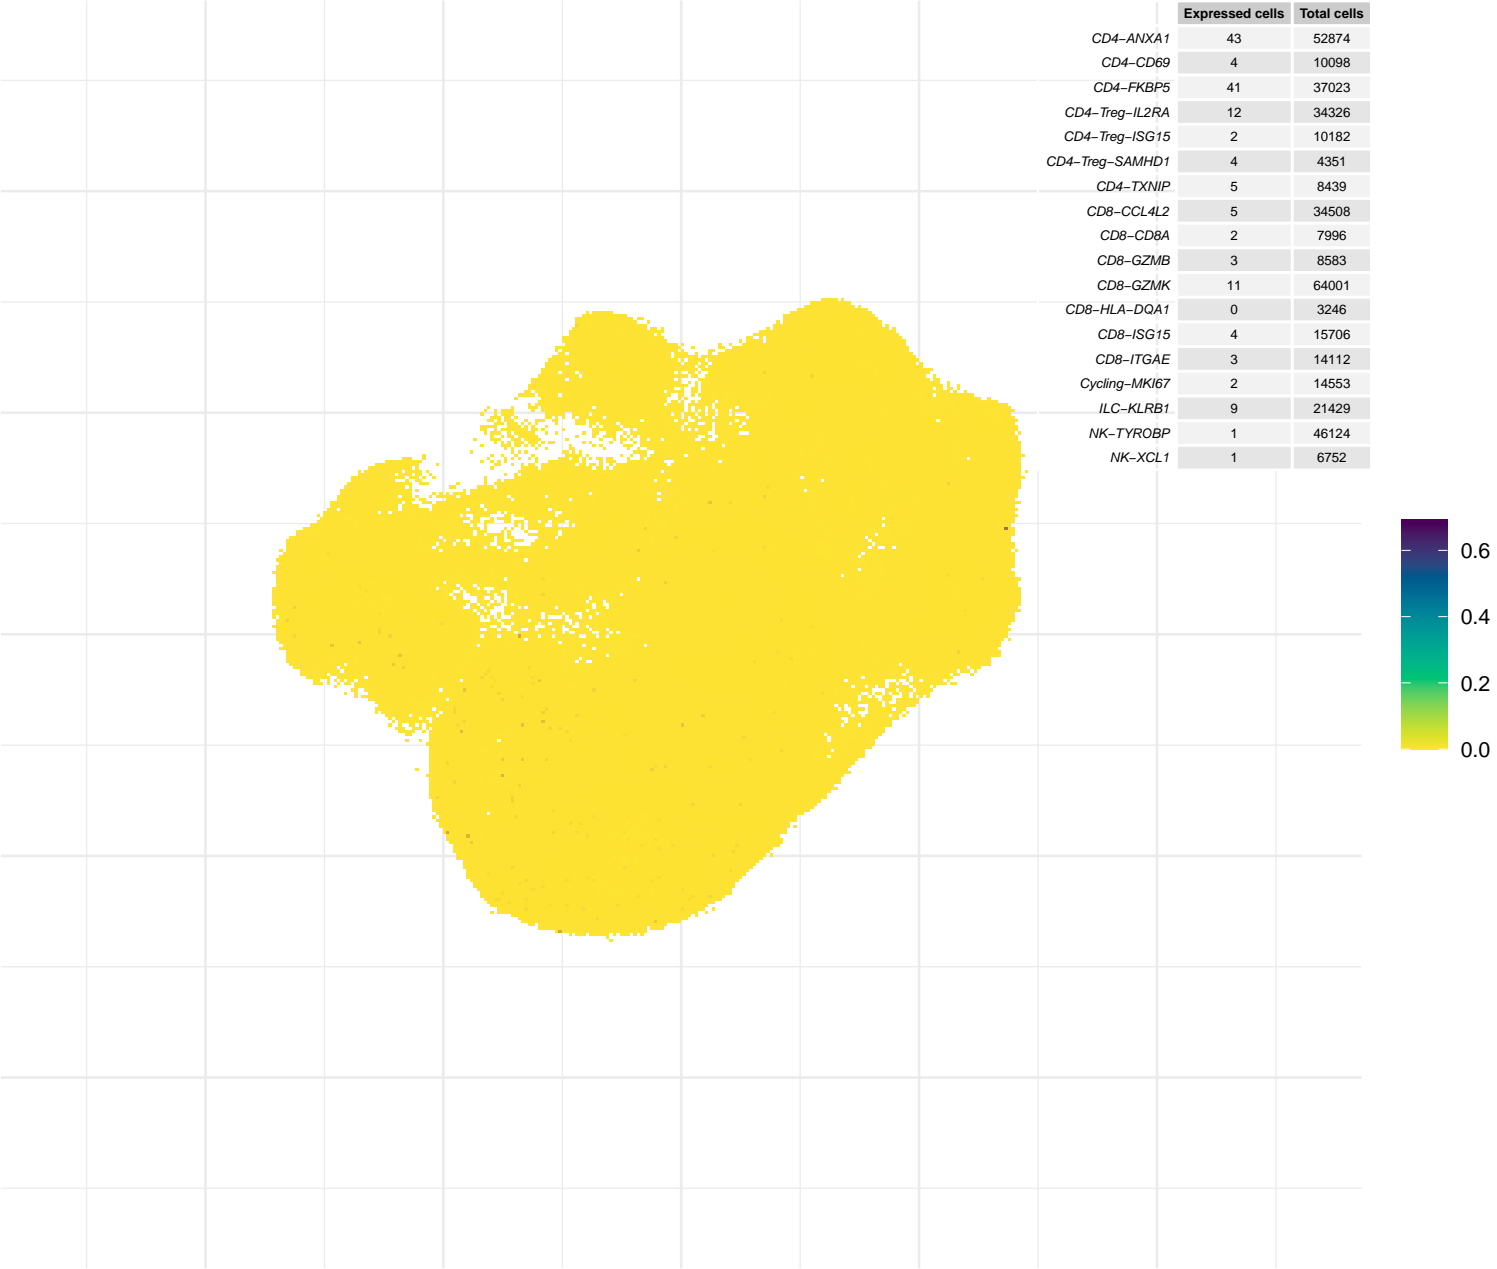 Expressed cells Total cells
CD4−ANXA1 43 52874
CD4−CD69 4 10098
CD4−FKBP5 41 37023
CD4−Treg−IL2RA 12 34326
CD4−Treg−ISG15 2 10182
CD4−Treg−SAMHD1 4 4351
CD4−TXNIP 5 8439
CD8−CCL4L2 5 34508
CD8−CD8A 2 7996
CD8−GZMB 3 8583
CD8−GZMK 11 64001
CD8−HLA−DQA1 0 3246
CD8−ISG15 4 15706
CD8−ITGAE 3 14112
Cycling−MKI67 2 14553
ILC−KLRB1 9 21429
NK−TYROBP 1 46124
NK−XCL1 1 6752
0.6
0.4
0.2
0.0